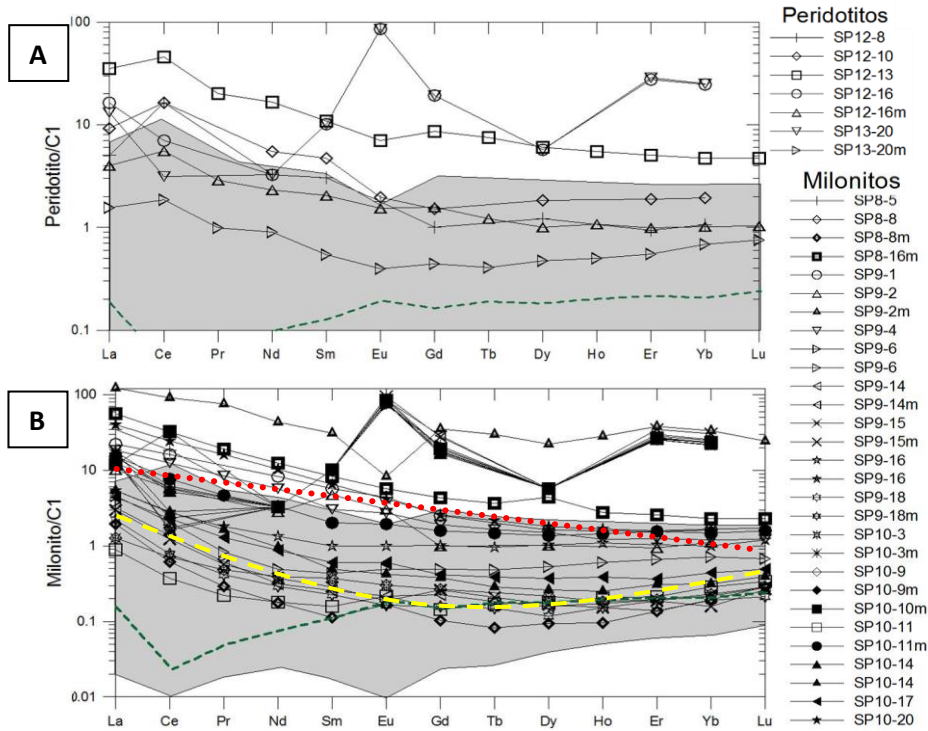 A
Peridotito/C1
100
10
1
0.1
La Ce Pr Nd Sm Eu Gd Tb Dy Ho Er Yb Lu
Peridotitos
SP12-8
SP12-10
SP12-13
SP12-16
SP12-16m
SP13-20
SP13-20m
B
Milonito/C1
100
10
1
0.1
0.01
La Ce Pr Nd Sm Eu Gd Tb Dy Ho Er Yb Lu
Milonitos
SP8-5
SP8-8
SP8-8m
SP8-16m
SP9-1
SP9-2
SP9-2m
SP9-4
SP9-6
SP9-6
SP9-14
SP9-14m
SP9-15
SP9-15m
SP9-16
SP9-16
SP9-18
SP9-18m
SP10-3
SP10-3m
SP10-9
SP10-9m
SP10-10m
SP10-11
SP10-11m
SP10-14
SP10-14
SP10-17
SP10-20